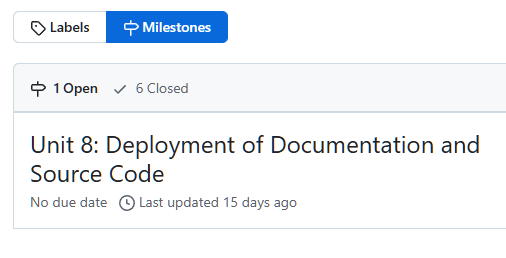 Labels Milestones
1 Open 6 Closed
Unit 8: Deployment of Documentation and
Source Code
No due date Last updated 15 days ago